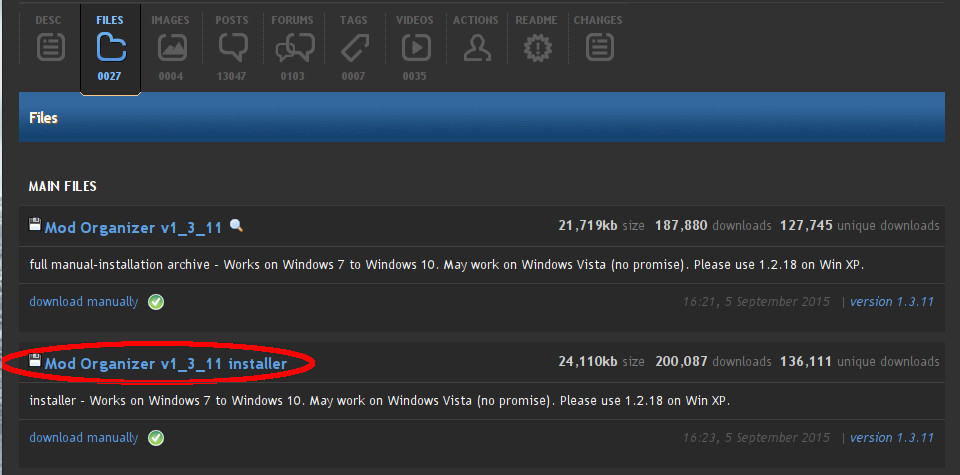 DESC FILES IMAGES POSTS FORUMS TAGS VIDEOS ACTIONS README CHANGES
0027 0004 13047 0103 0007 0035
Files
MAIN FILES
Mod Organizer v1_3_11 21,719kb size 187,880 downloads 127,745 unique downloads
full manual-installation archive - Works on Windows 7 to Windows 10. May work on Windows Vista (no promise). Please use 1.2.18 on Win XP.
download manually 16:21, 5 September 2015 | version 1.3.11
Mod Organizer v1_3_11 installer 24,110kb size 200,087 downloads 136,111 unique downloads
installer - Works on Windows 7 to Windows 10. May work on Windows Vista (no promise). Please use 1.2.18 on Win XP.
download manually 16:23, 5 September 2015 | version 1.3.11